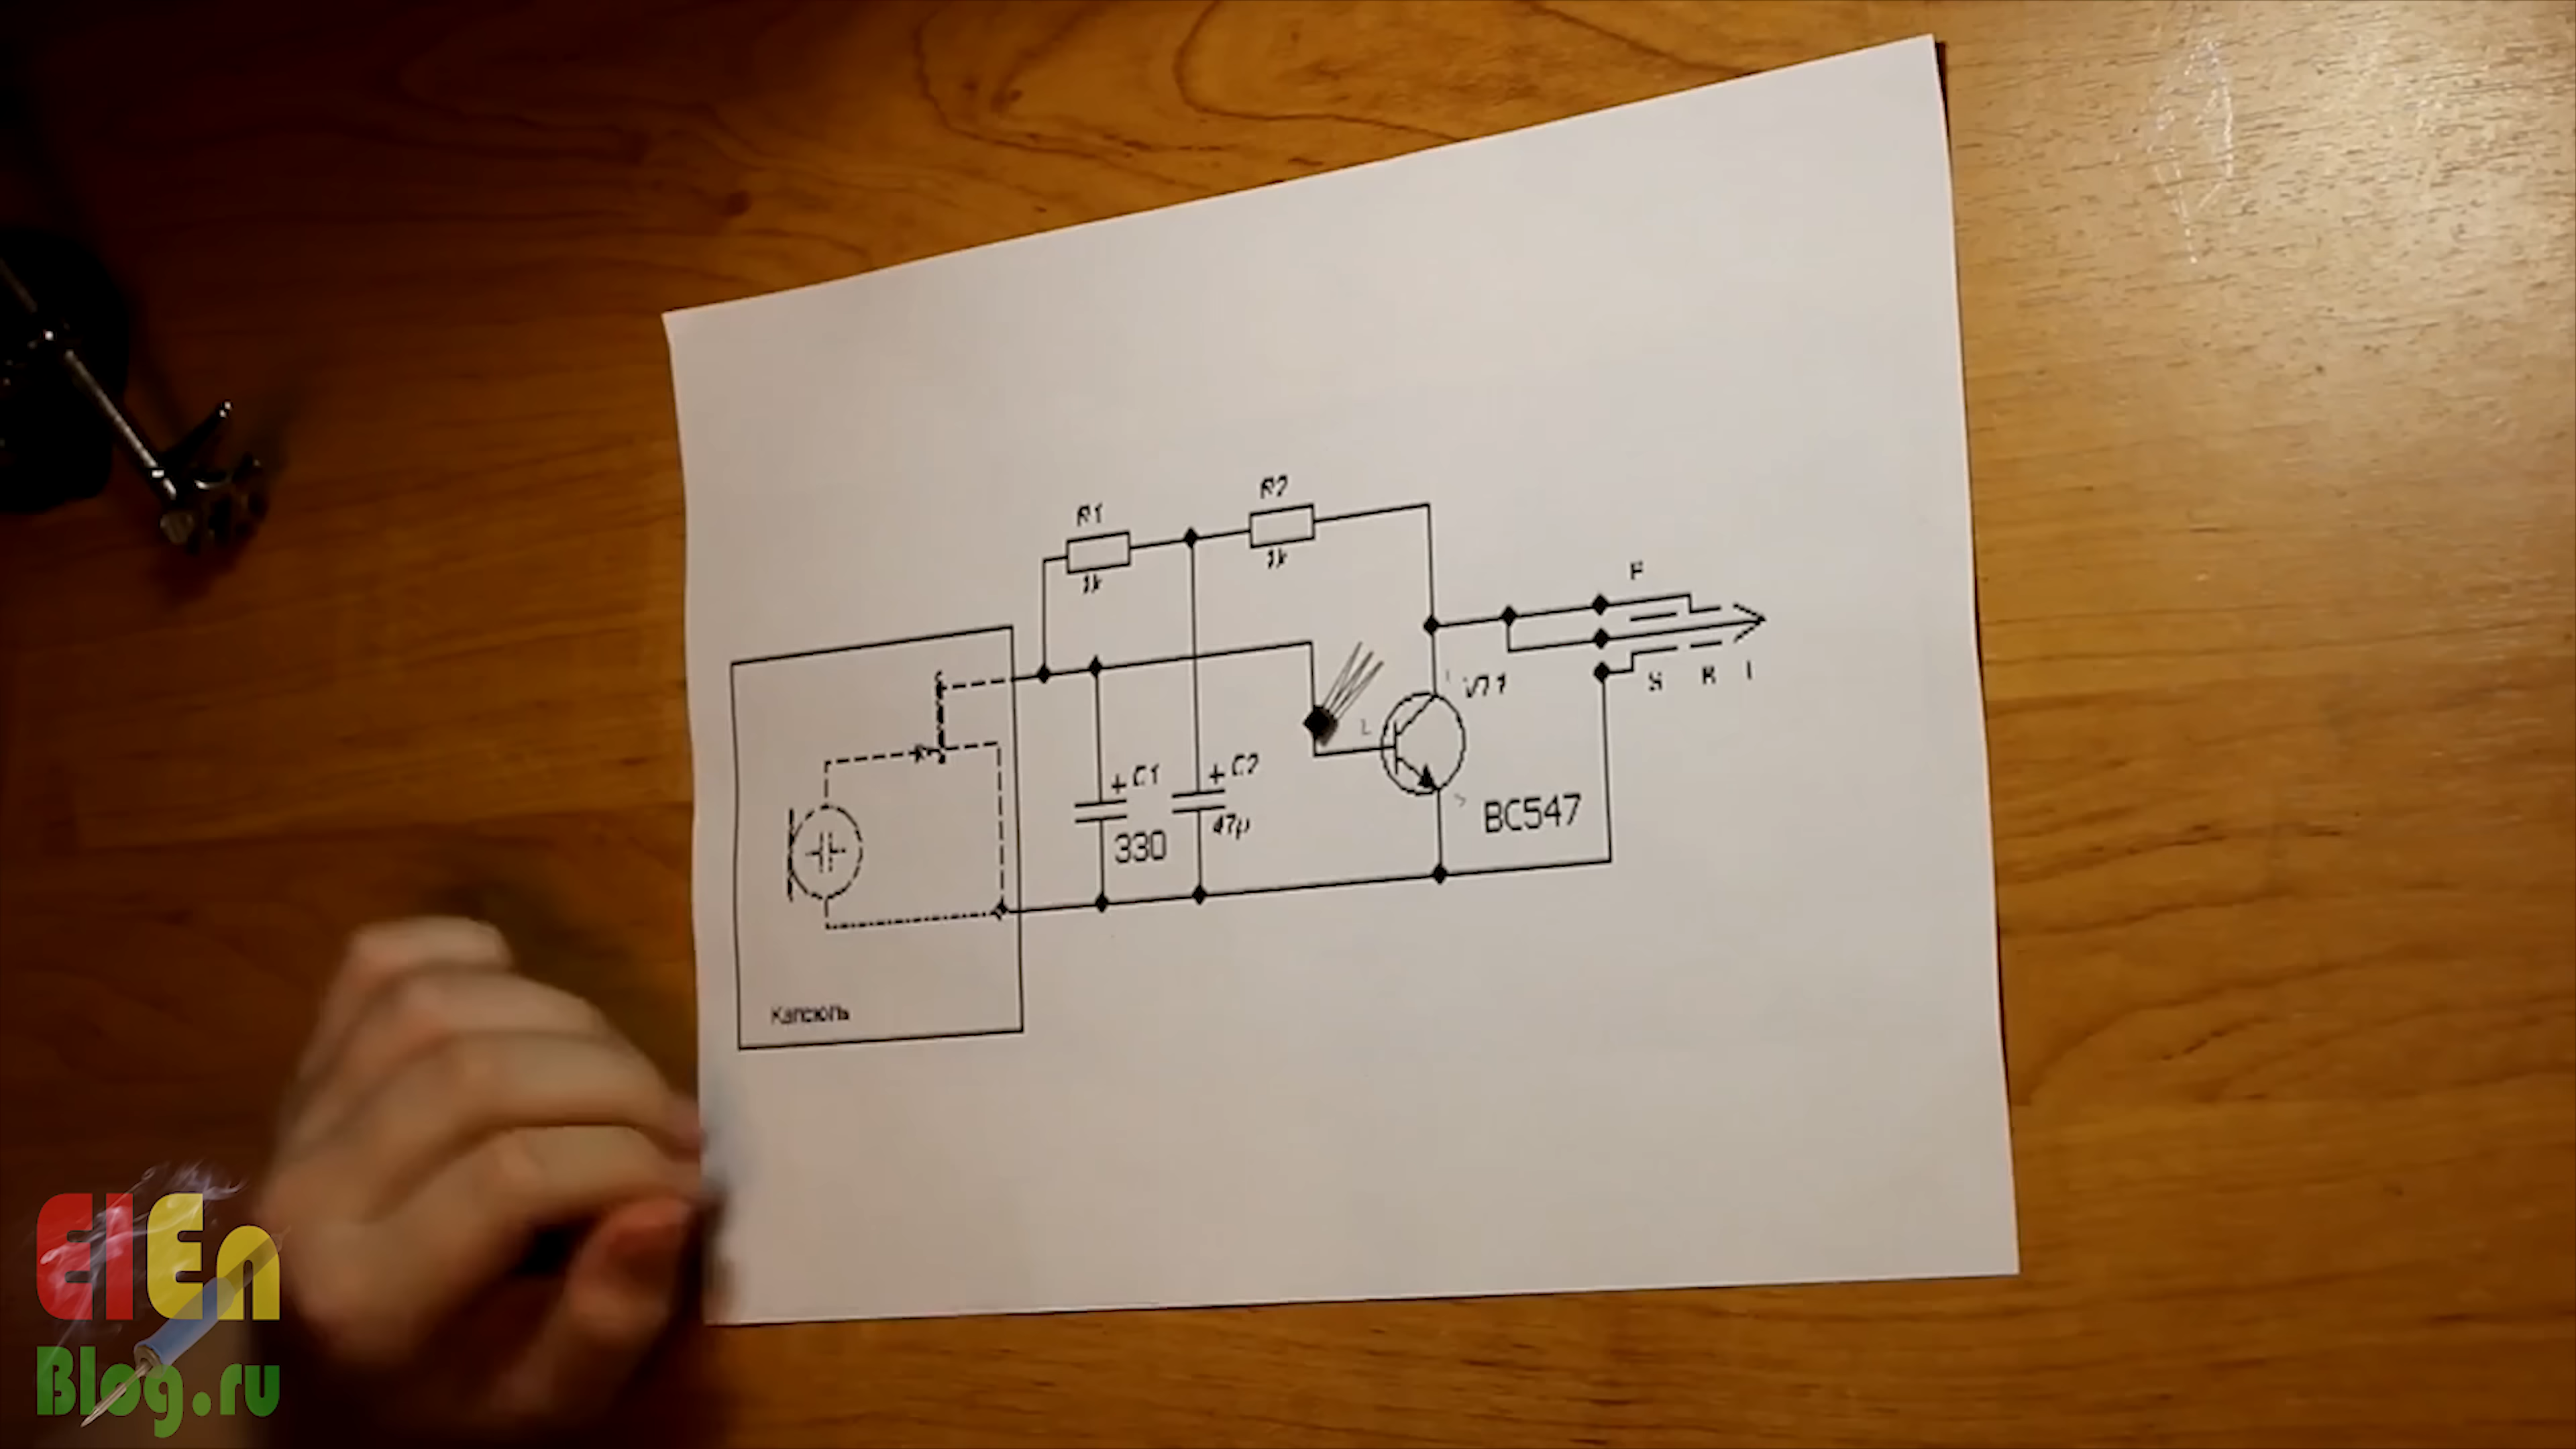 R1
R2
1k
1k
VT1
S R
+ C1
+ C2
330
47µ
BC547
Капсюль
ElEn
Blog.ru